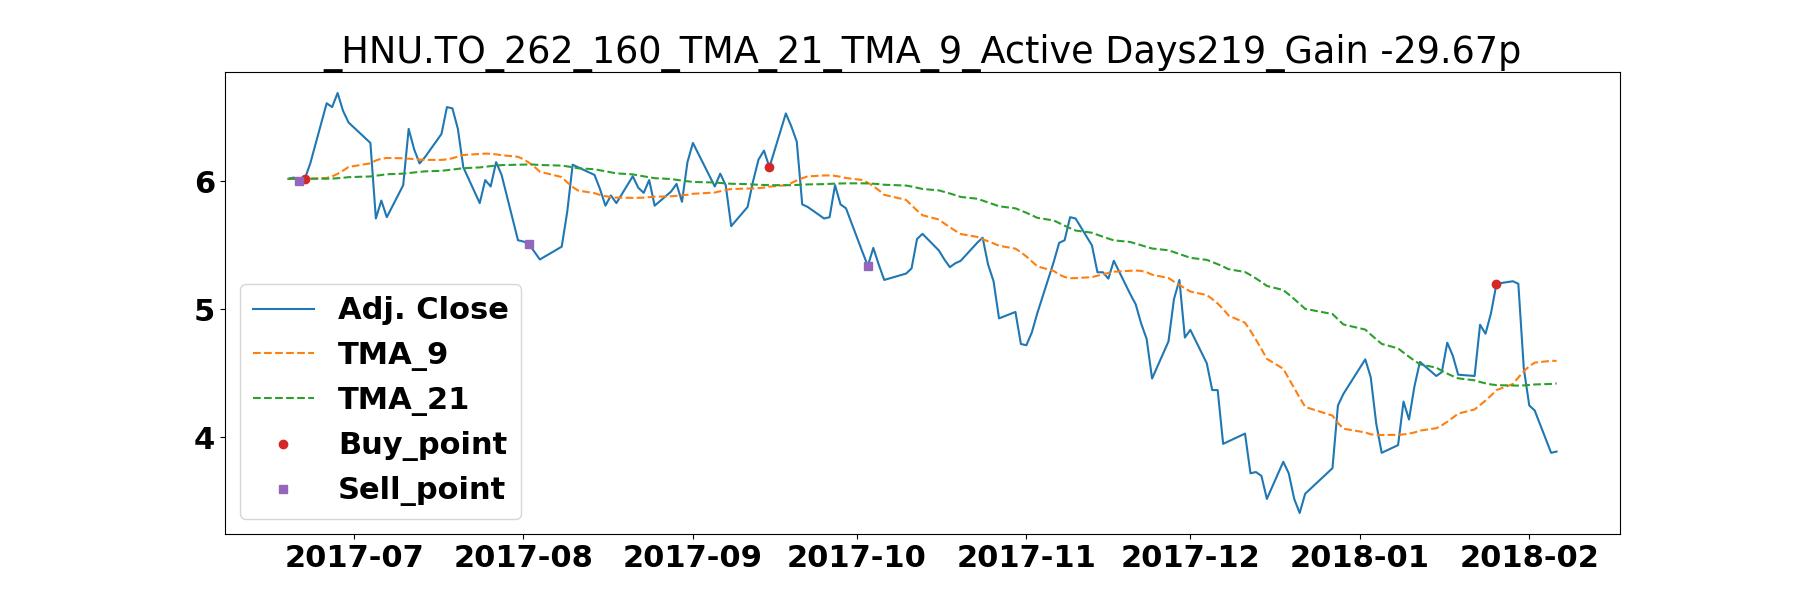 _HNU.TO_262_160_TMA_21_TMA_9_Active Days219_Gain -29.67p
6
5
4
Adj. Close
TMA_9
TMA_21
Buy_point
Sell_point
2017-07 2017-08 2017-09 2017-10 2017-11 2017-12 2018-01 2018-02